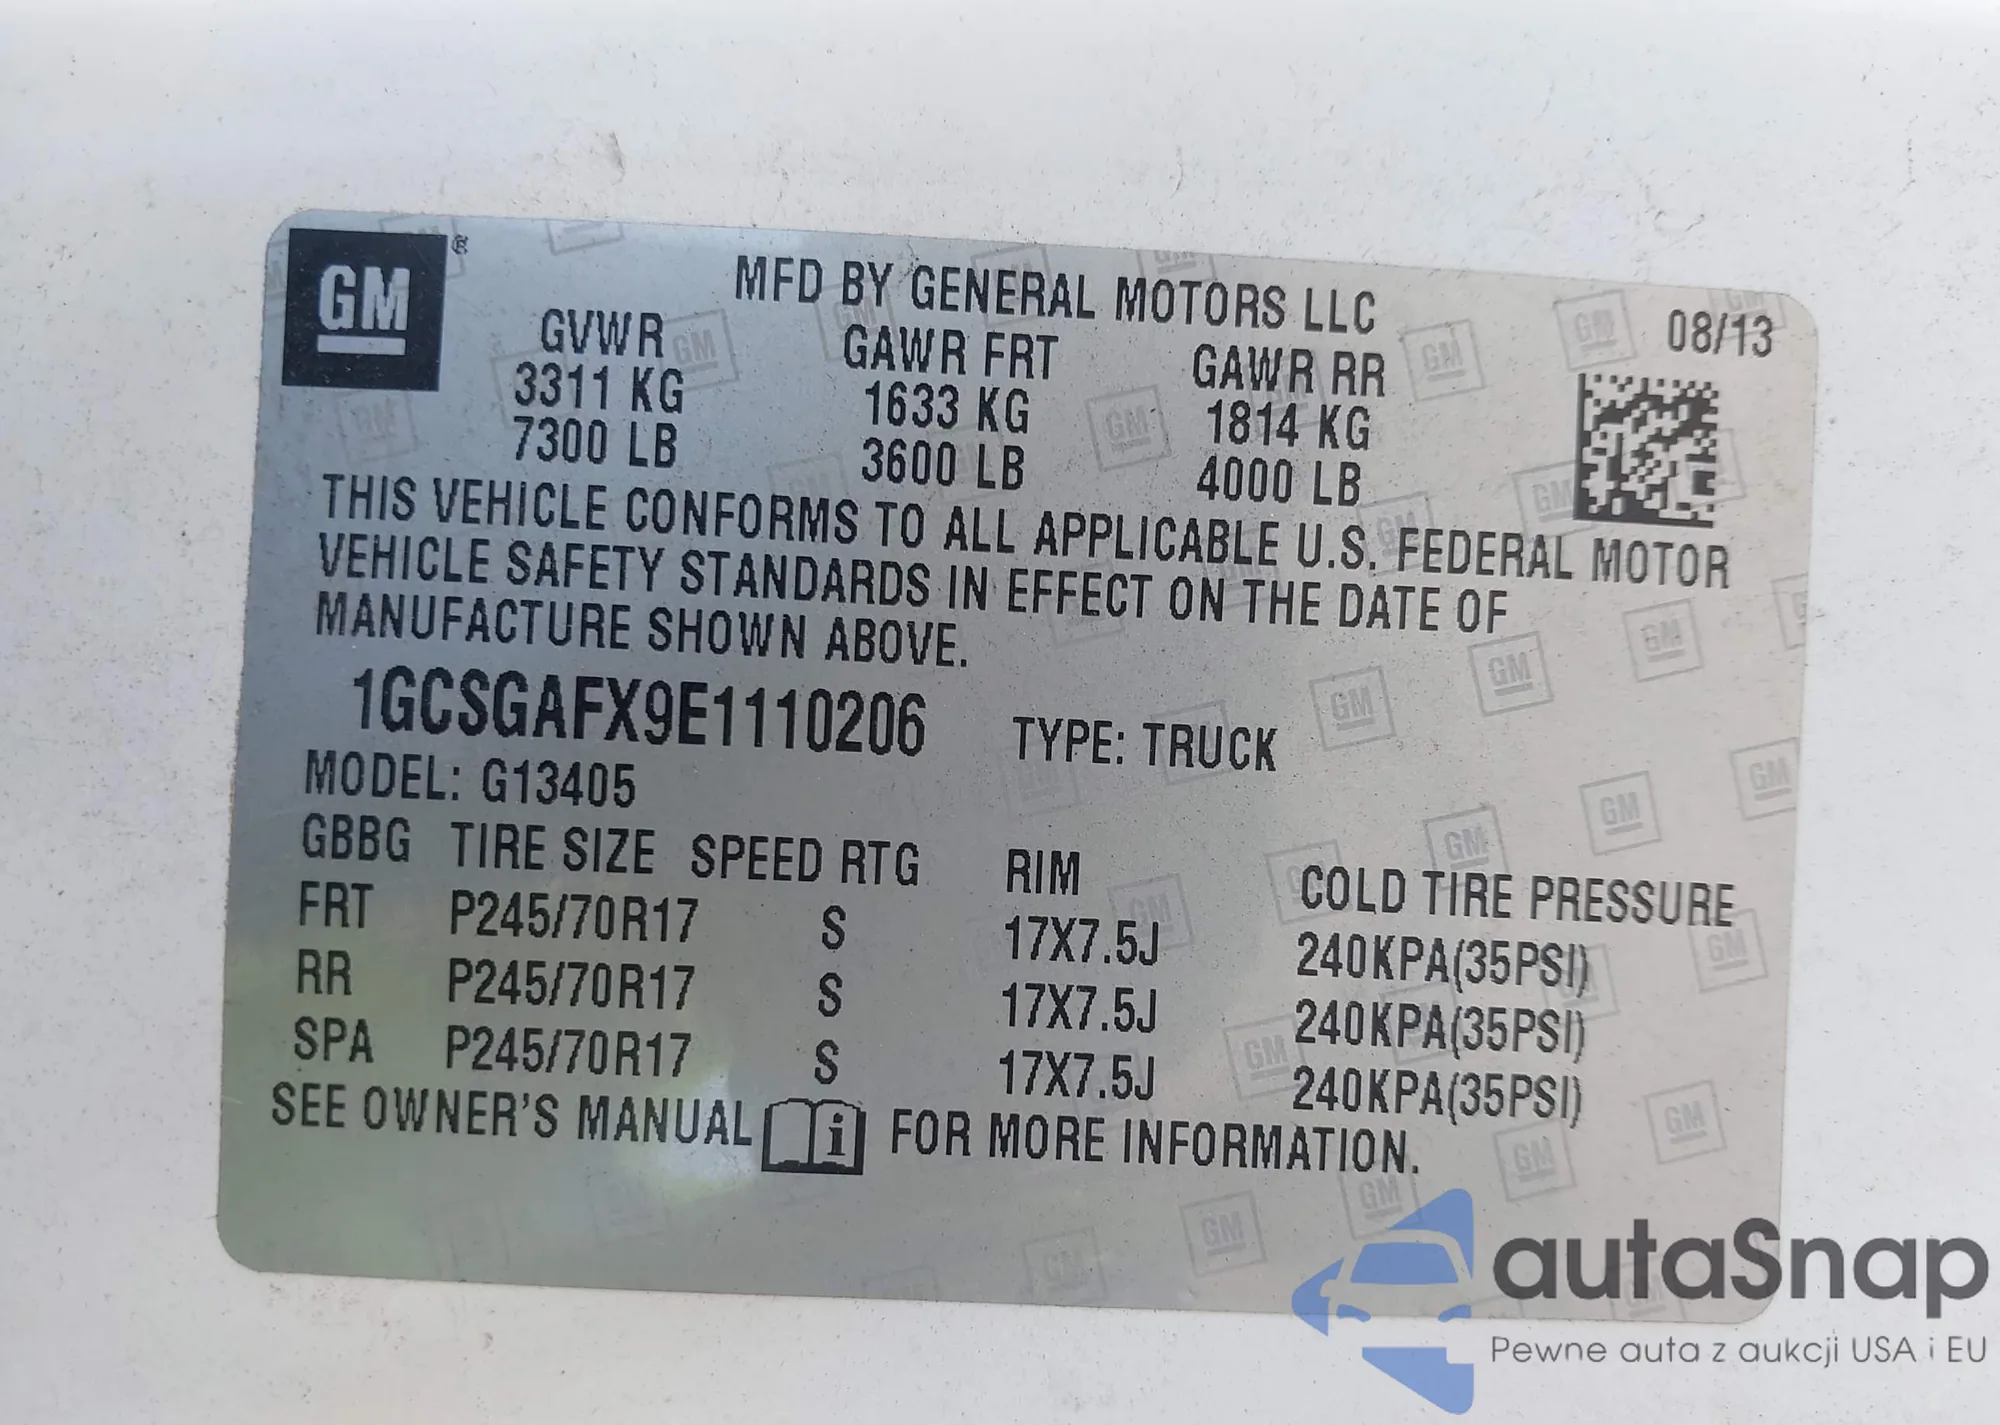 GM ®
MFD BY GENERAL MOTORS LLC
08/13
GVWR GAWR FRT GAWR RR
3311 KG 1633 KG 1814 KG
7300 LB 3600 LB 4000 LB
THIS VEHICLE CONFORMS TO ALL APPLICABLE U.S. FEDERAL MOTOR
VEHICLE SAFETY STANDARDS IN EFFECT ON THE DATE OF
MANUFACTURE SHOWN ABOVE.
1GCSGAFX9E1110206 TYPE: TRUCK
MODEL: G13405
GBBG TIRE SIZE SPEED RTG RIM COLD TIRE PRESSURE
FRT P245/70R17 S 17X7.5J 240KPA(35PSI)
RR P245/70R17 S 17X7.5J 240KPA(35PSI)
SPA P245/70R17 S 17X7.5J 240KPA(35PSI)
SEE OWNER'S MANUAL i FOR MORE INFORMATION.
autaSnap
Pewne auta z aukcji USA i EU